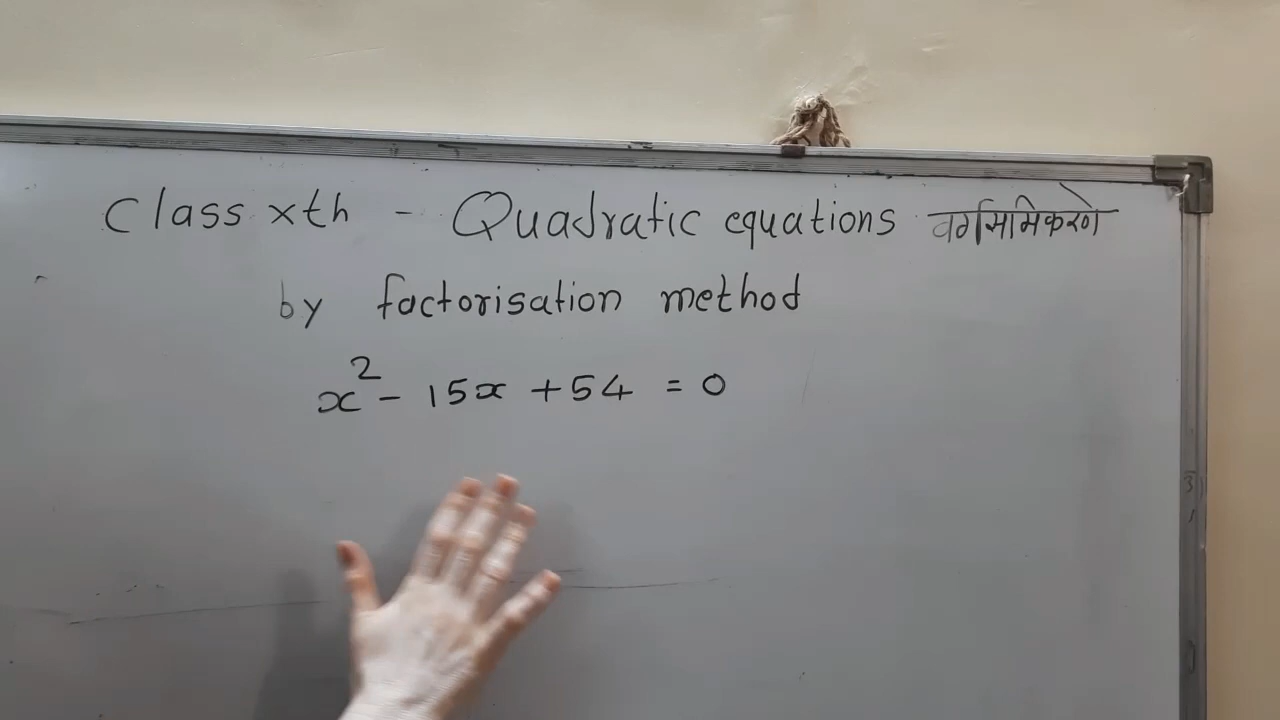 Class xth - Quadratic equations वर्गसमिकरणे
by factorisation method
x² - 15x + 54 = 0